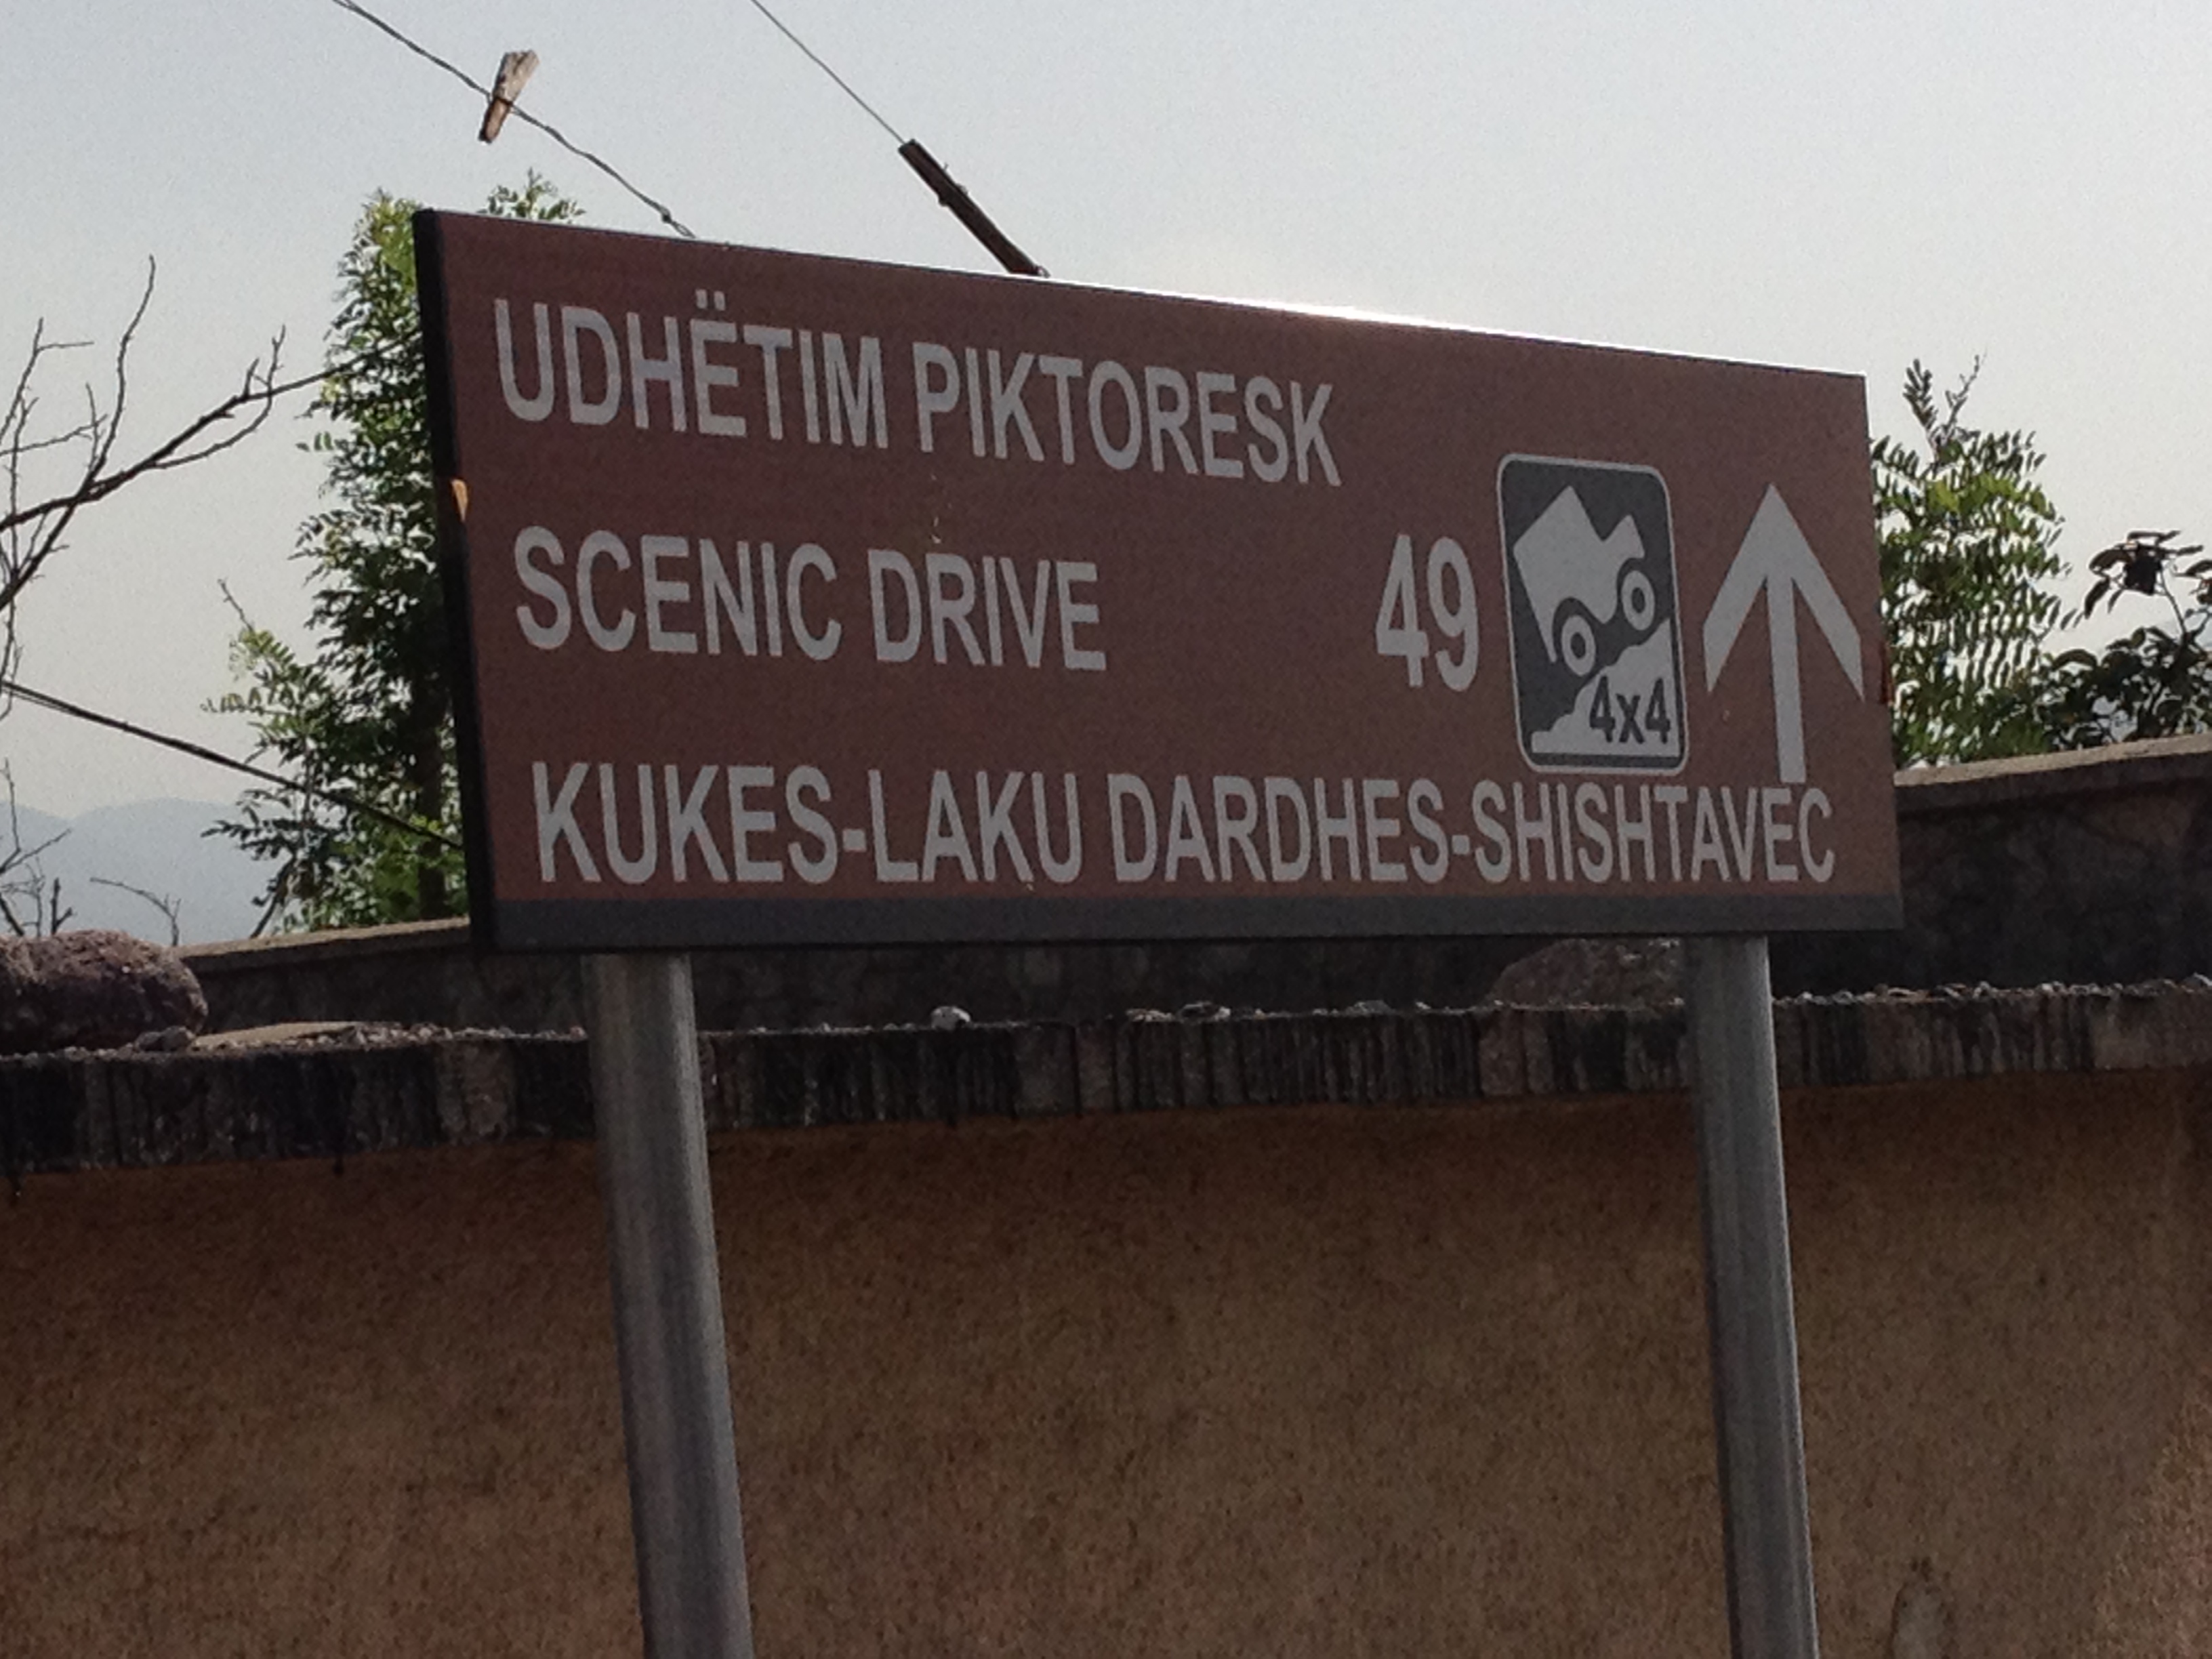 UDHËTIM PIKTORESK
SCENIC DRIVE 49
4x4
KUKES-LAKU DARDHES-SHISHTAVEC